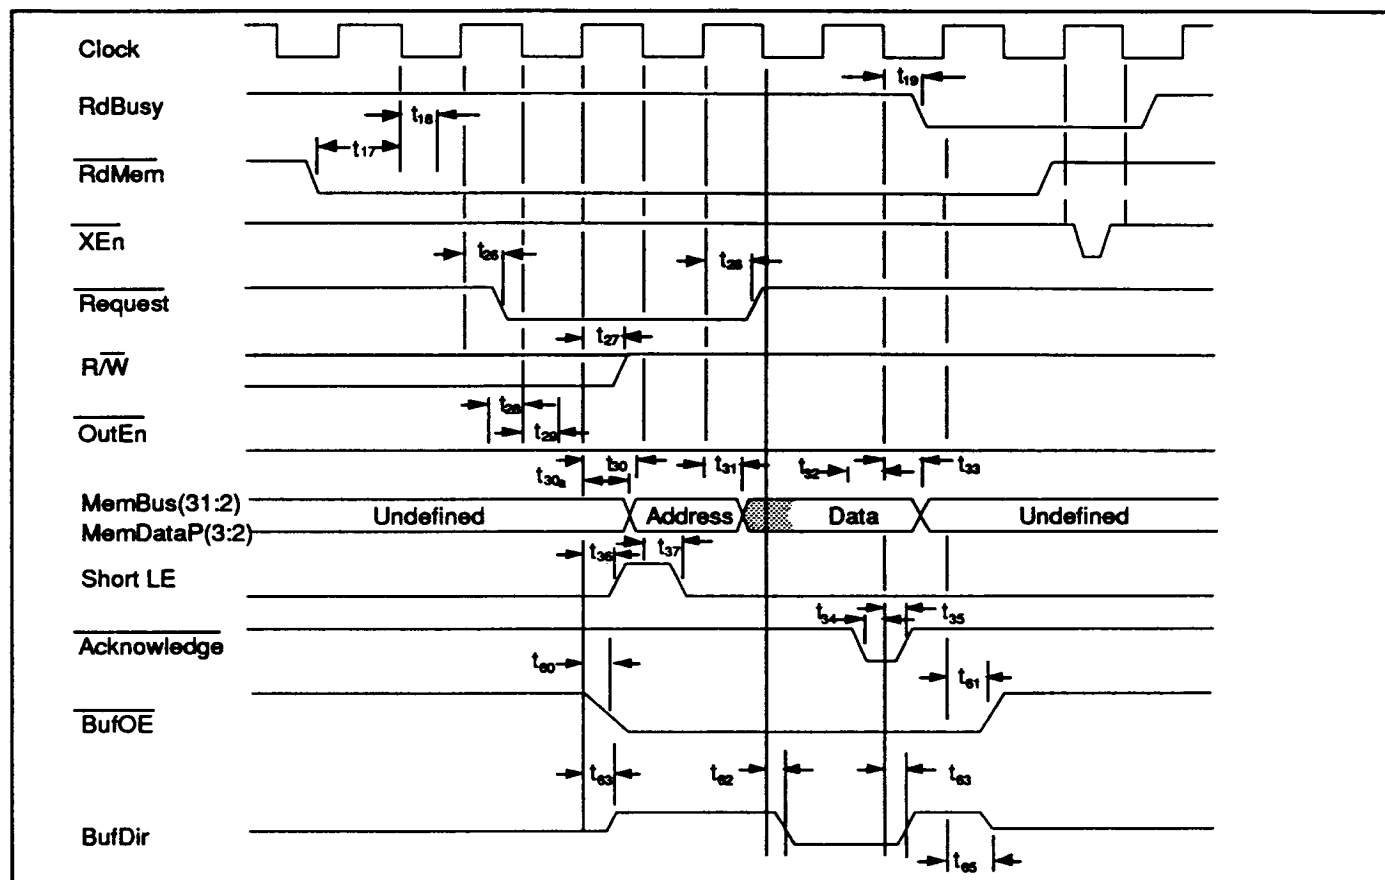 Clock
t19
RdBusy
t18
t17
RdMem
XEn
t26
t26
Request
t27
R/W
t28
OutEn
t29
t30
t31
t32
t33
t30a
MemBus(31:2)
Undefined Address Data Undefined
MemDataP(3:2)
t36
t37
Short LE
t34
t35
Acknowledge
t60
t61
BufOE
t63
t62
t63
BufDir
t65